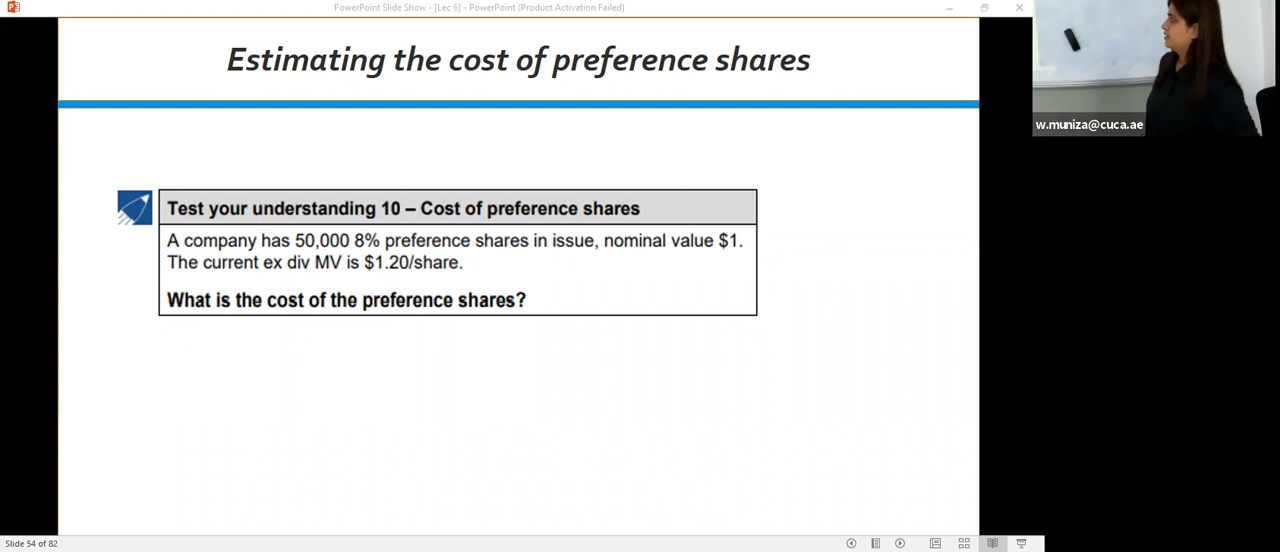 PowerPoint Slide Show - [Lec 6] - PowerPoint (Product Activation Failed)
Estimating the cost of preference shares
w.muniza@cuca.ae
Test your understanding 10 – Cost of preference shares
A company has 50,000 8% preference shares in issue, nominal value $1.
The current ex div MV is $1.20/share.
What is the cost of the preference shares?
Slide 54 of 82